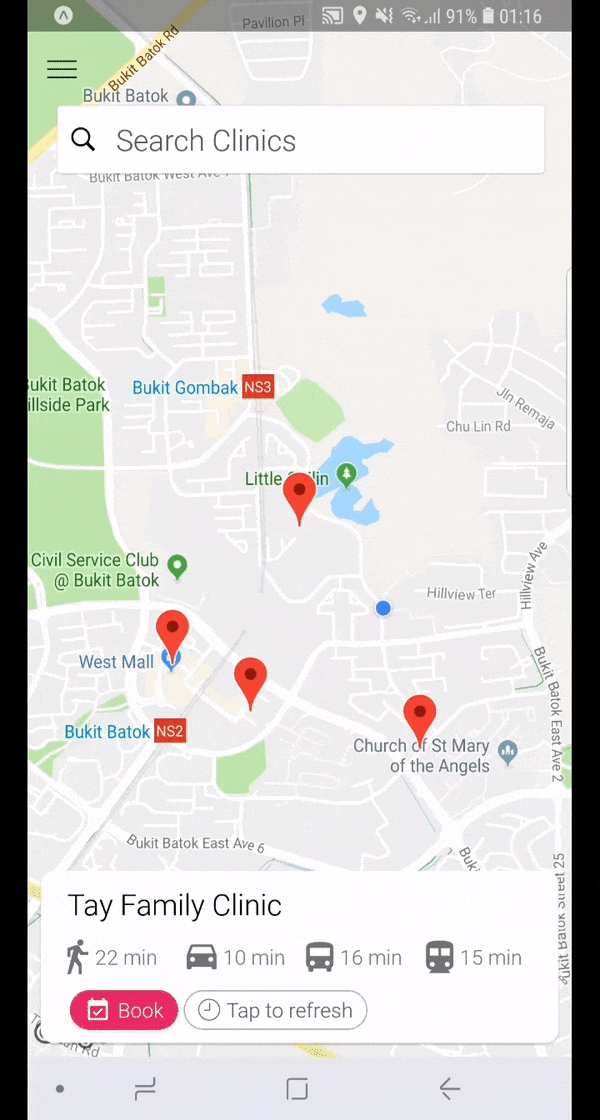 91% 01:16
Pavilion Pl
Bukit Batok Rd
Bukit Batok
Search Clinics
Bukit Batok West Ave
Bukit Gombak NS3
Bukit Batok
illside Park
Jln Remaja
Chu Lin Rd
Little
Civil Service Club
@ Bukit Batok
Hillview Ave
Hillview Ter
West Mall
Bukit Batok NS2
Bukit Batok East Ave 2
Church of St Mary
of the Angels
Bukit Batok East Ave 6
Buki
Bukit Batok Street 25
Tay Family Clinic
22 min 10 min 16 min 15 min
Book Tap to refresh
Rd